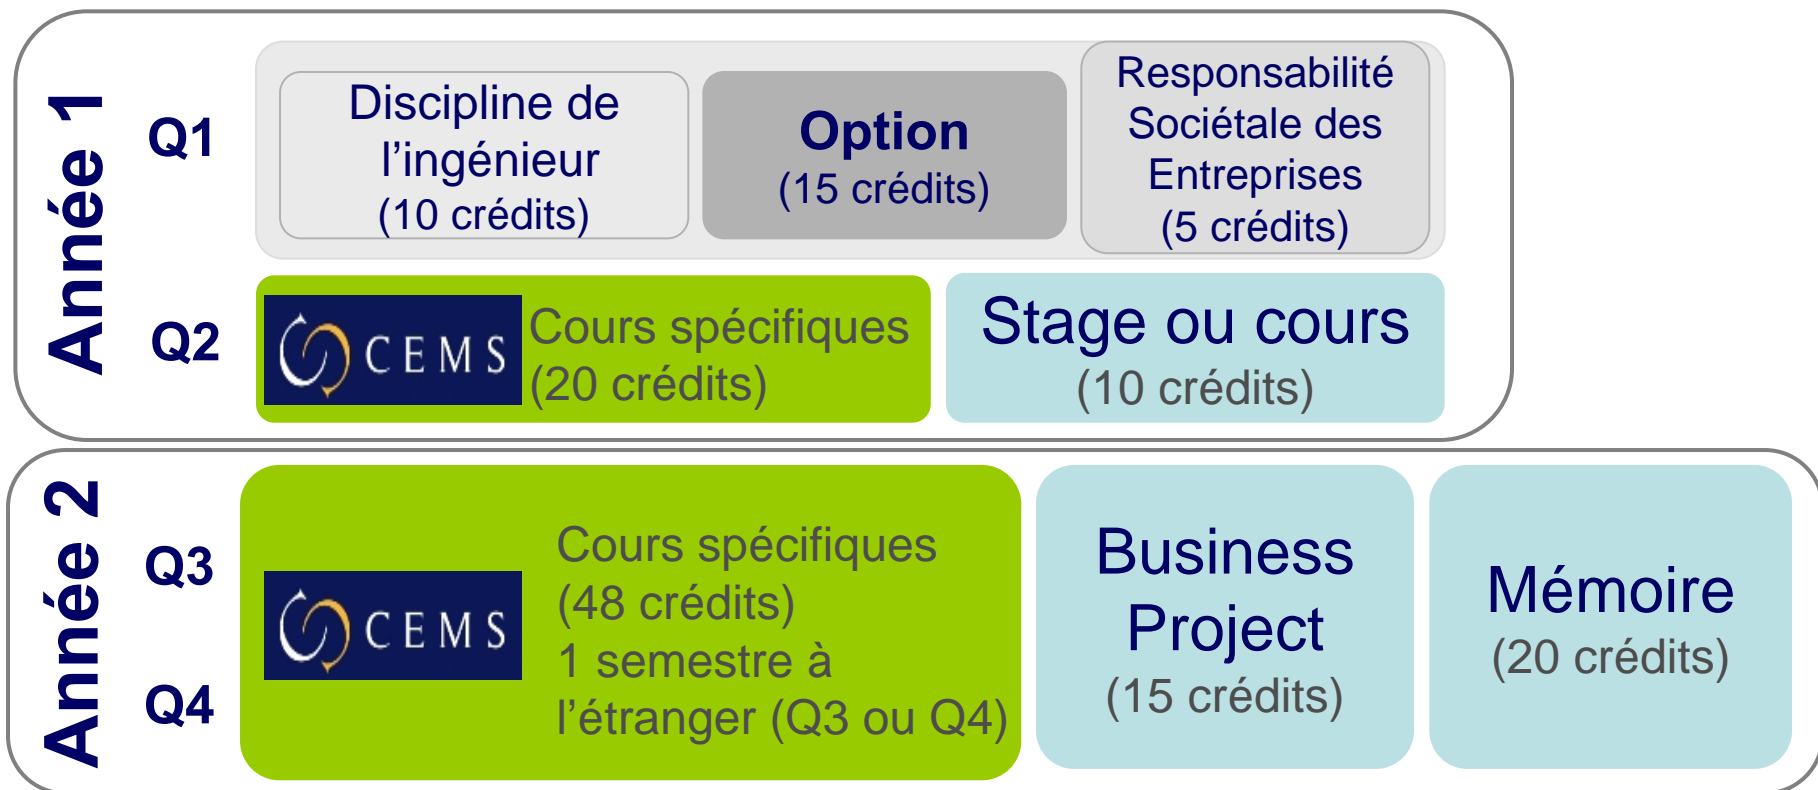 Année 1
Q1
Discipline de
l’ingénieur
(10 crédits)
Option
(15 crédits)
Responsabilité
Sociétale des
Entreprises
(5 crédits)
Q2
CEMS
Cours spécifiques
(20 crédits)
Stage ou cours
(10 crédits)
Année 2
Q3
Q4
CEMS
Cours spécifiques
(48 crédits)
1 semestre à
l’étranger (Q3 ou Q4)
Business
Project
(15 crédits)
Mémoire
(20 crédits)